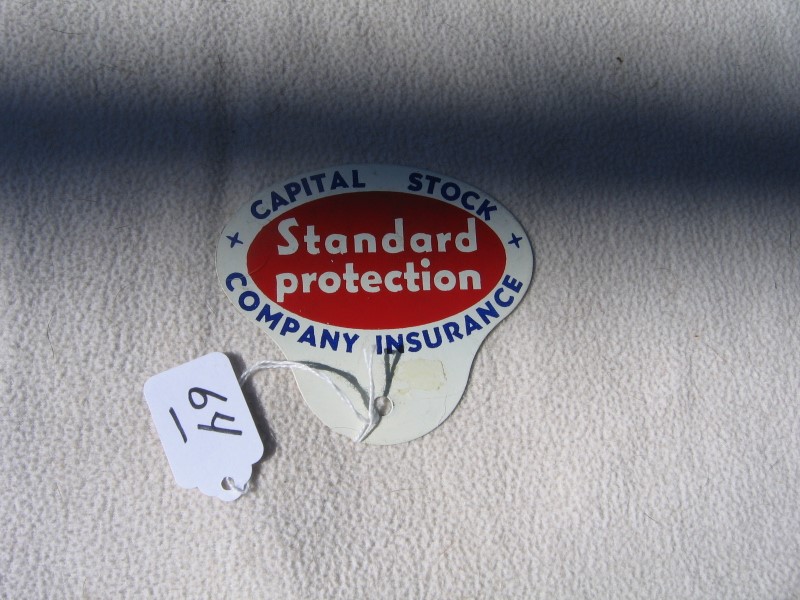 CAPITAL STOCK
Standard
protection
COMPANY INSURANCE
64